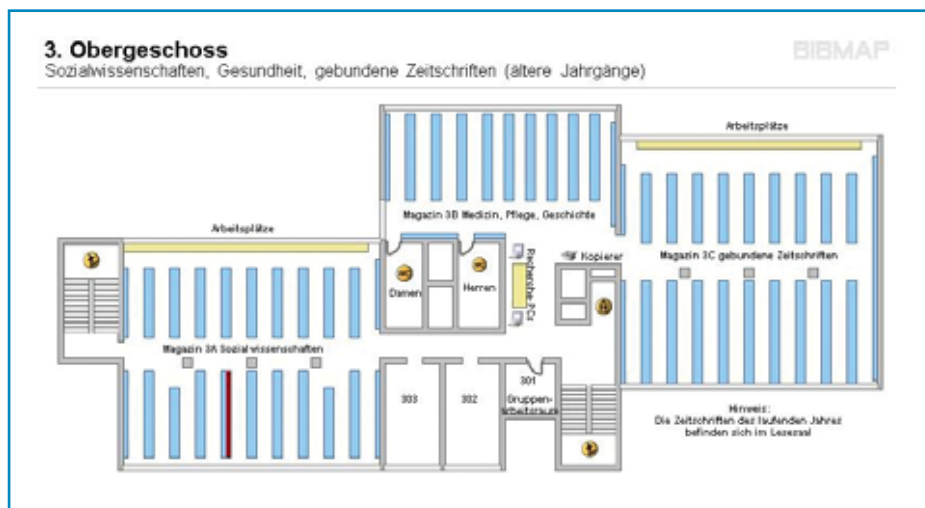 3. Obergeschoss
BIBMAP
Sozialwissenschaften, Gesundheit, gebundene Zeitschriften (ältere Jahrgänge)
Arbeitsplätze
Magazin 3B Medizin, Pflege, Geschichte
Arbeitsplätze
Kopierer
Magazin 3C gebundene Zeitschriften
Damen
Herren
Recherche-PCs
Magazin 3A Sozialwissenschaften
303
302
301
Gruppen-
arbeitsraum
Hinweis:
Die Zeitschriften des laufenden Jahres
befinden sich im Lesesaal